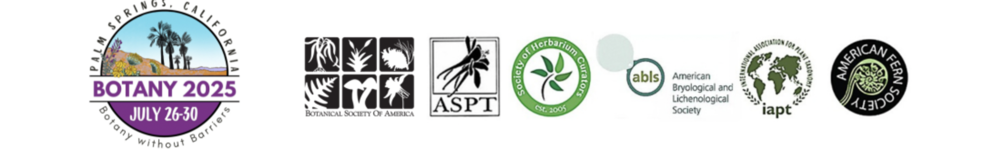 PALM SPRINGS, CALIFORNIA
BOTANY 2025
JULY 26-30
Botany without Barriers
BOTANICAL SOCIETY OF AMERICA
ASPT
Society of Herbarium Curators
est. 2005
abls
American
Bryological and
Lichenological
Society
INTERNATIONAL ASSOCIATION FOR PLANT TAXONOMY
iapt
AMERICAN FERN SOCIETY